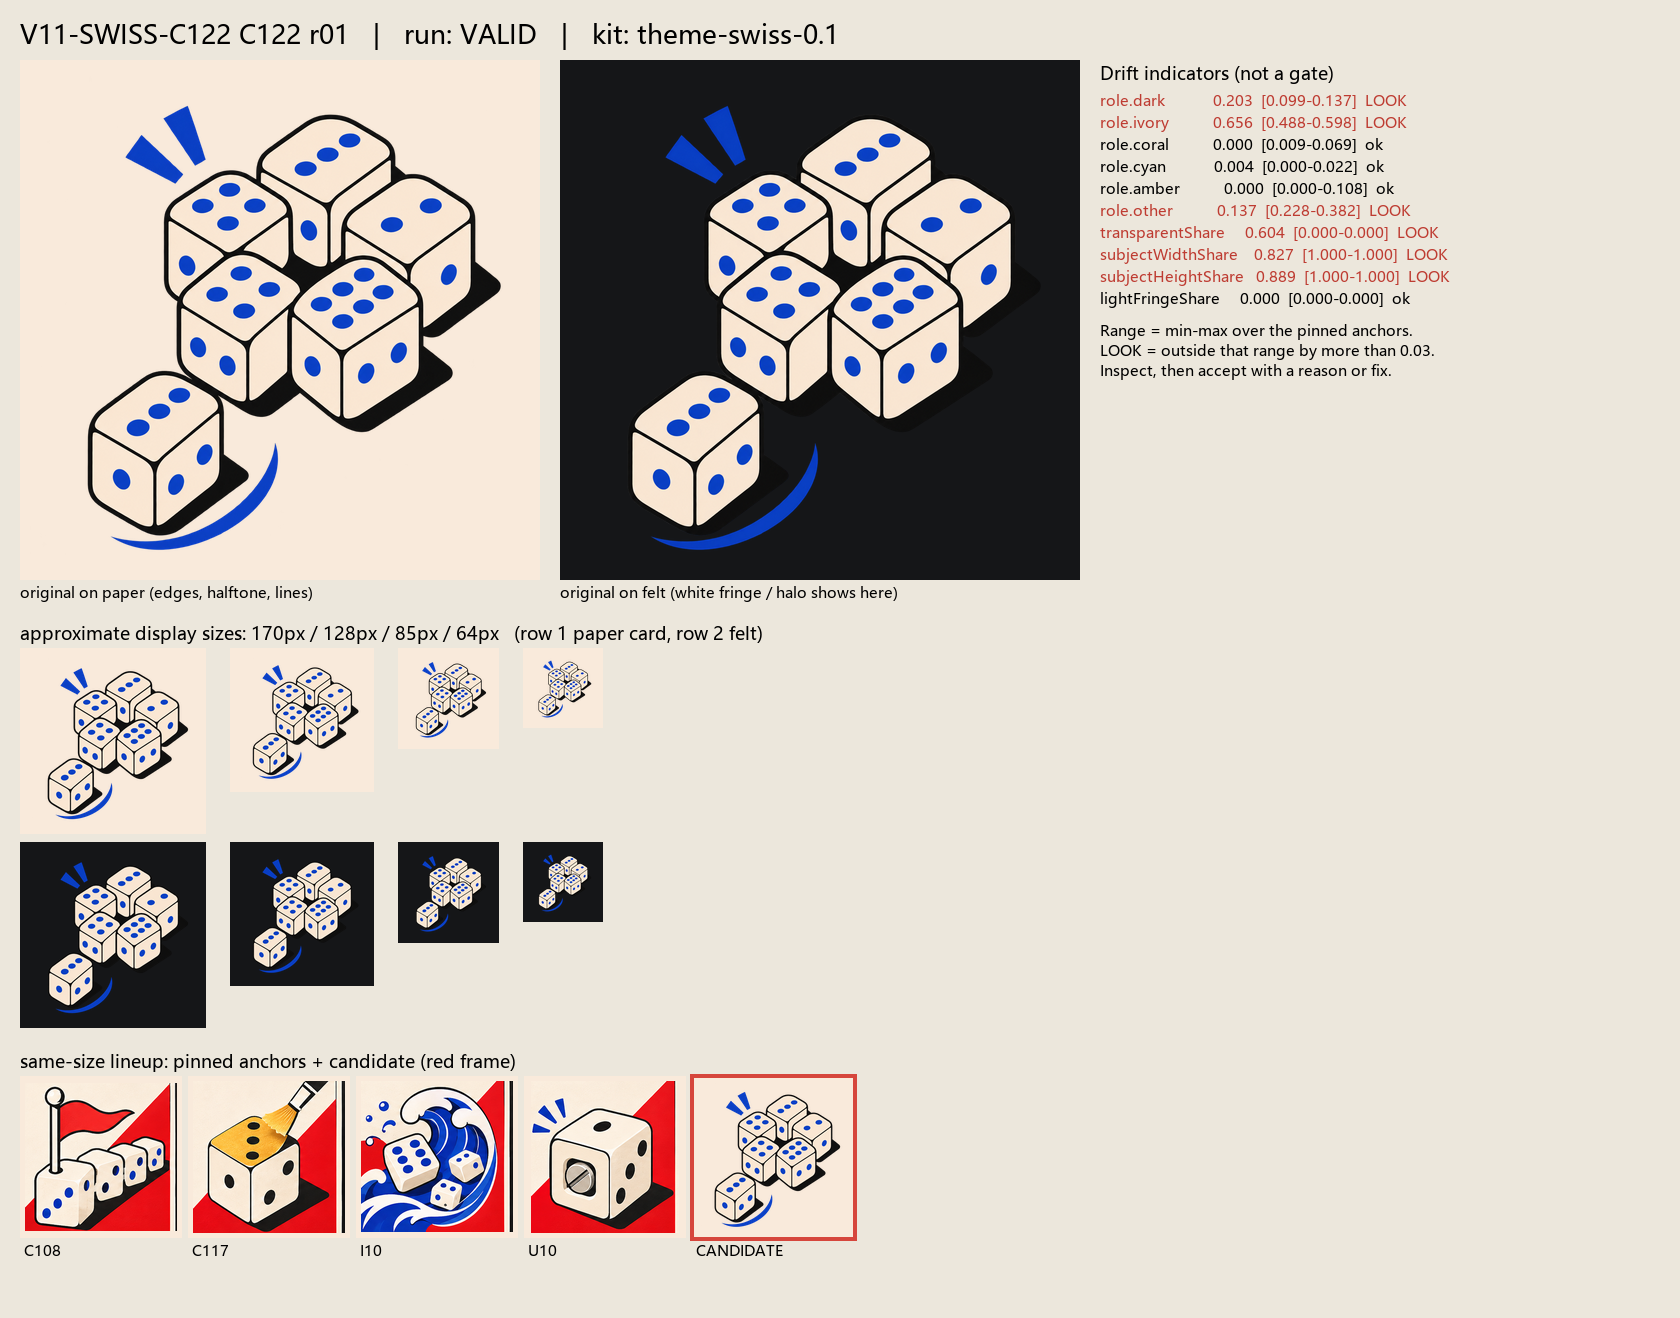 V11-SWISS-C122 C122 r01 | run: VALID | kit: theme-swiss-0.1
Drift indicators (not a gate)
role.dark 0.203 [0.099-0.137] LOOK
role.ivory 0.656 [0.488-0.598] LOOK
role.coral 0.000 [0.009-0.069] ok
role.cyan 0.004 [0.000-0.022] ok
role.amber 0.000 [0.000-0.108] ok
role.other 0.137 [0.228-0.382] LOOK
transparentShare 0.604 [0.000-0.000] LOOK
subjectWidthShare 0.827 [1.000-1.000] LOOK
subjectHeightShare 0.889 [1.000-1.000] LOOK
lightFringeShare 0.000 [0.000-0.000] ok
Range = min-max over the pinned anchors.
LOOK = outside that range by more than 0.03.
Inspect, then accept with a reason or fix.
original on paper (edges, halftone, lines)
original on felt (white fringe / halo shows here)
approximate display sizes: 170px / 128px / 85px / 64px (row 1 paper card, row 2 felt)
same-size lineup: pinned anchors + candidate (red frame)
C108
C117
I10
U10
CANDIDATE